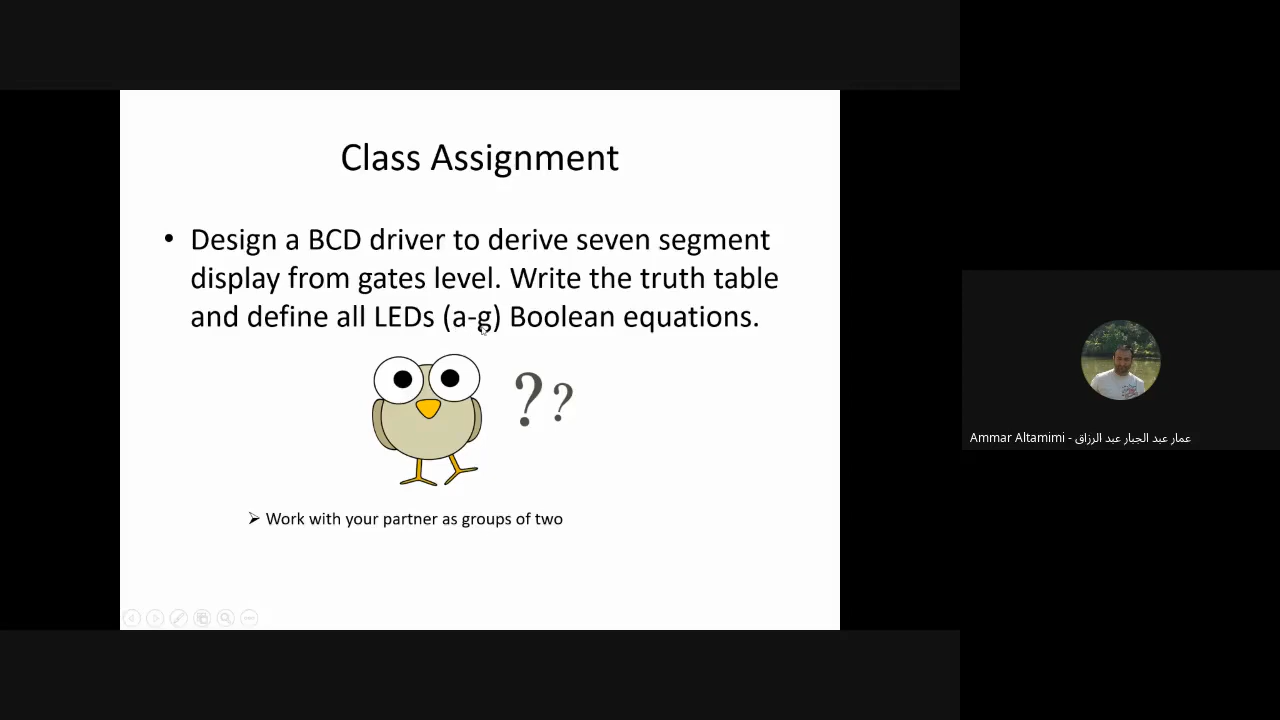 Class Assignment
• Design a BCD driver to derive seven segment
display from gates level. Write the truth table
and define all LEDs (a-g) Boolean equations.
? ?
➢ Work with your partner as groups of two
Ammar Altamimi - عمار عبد الجبار عبد الرزاق